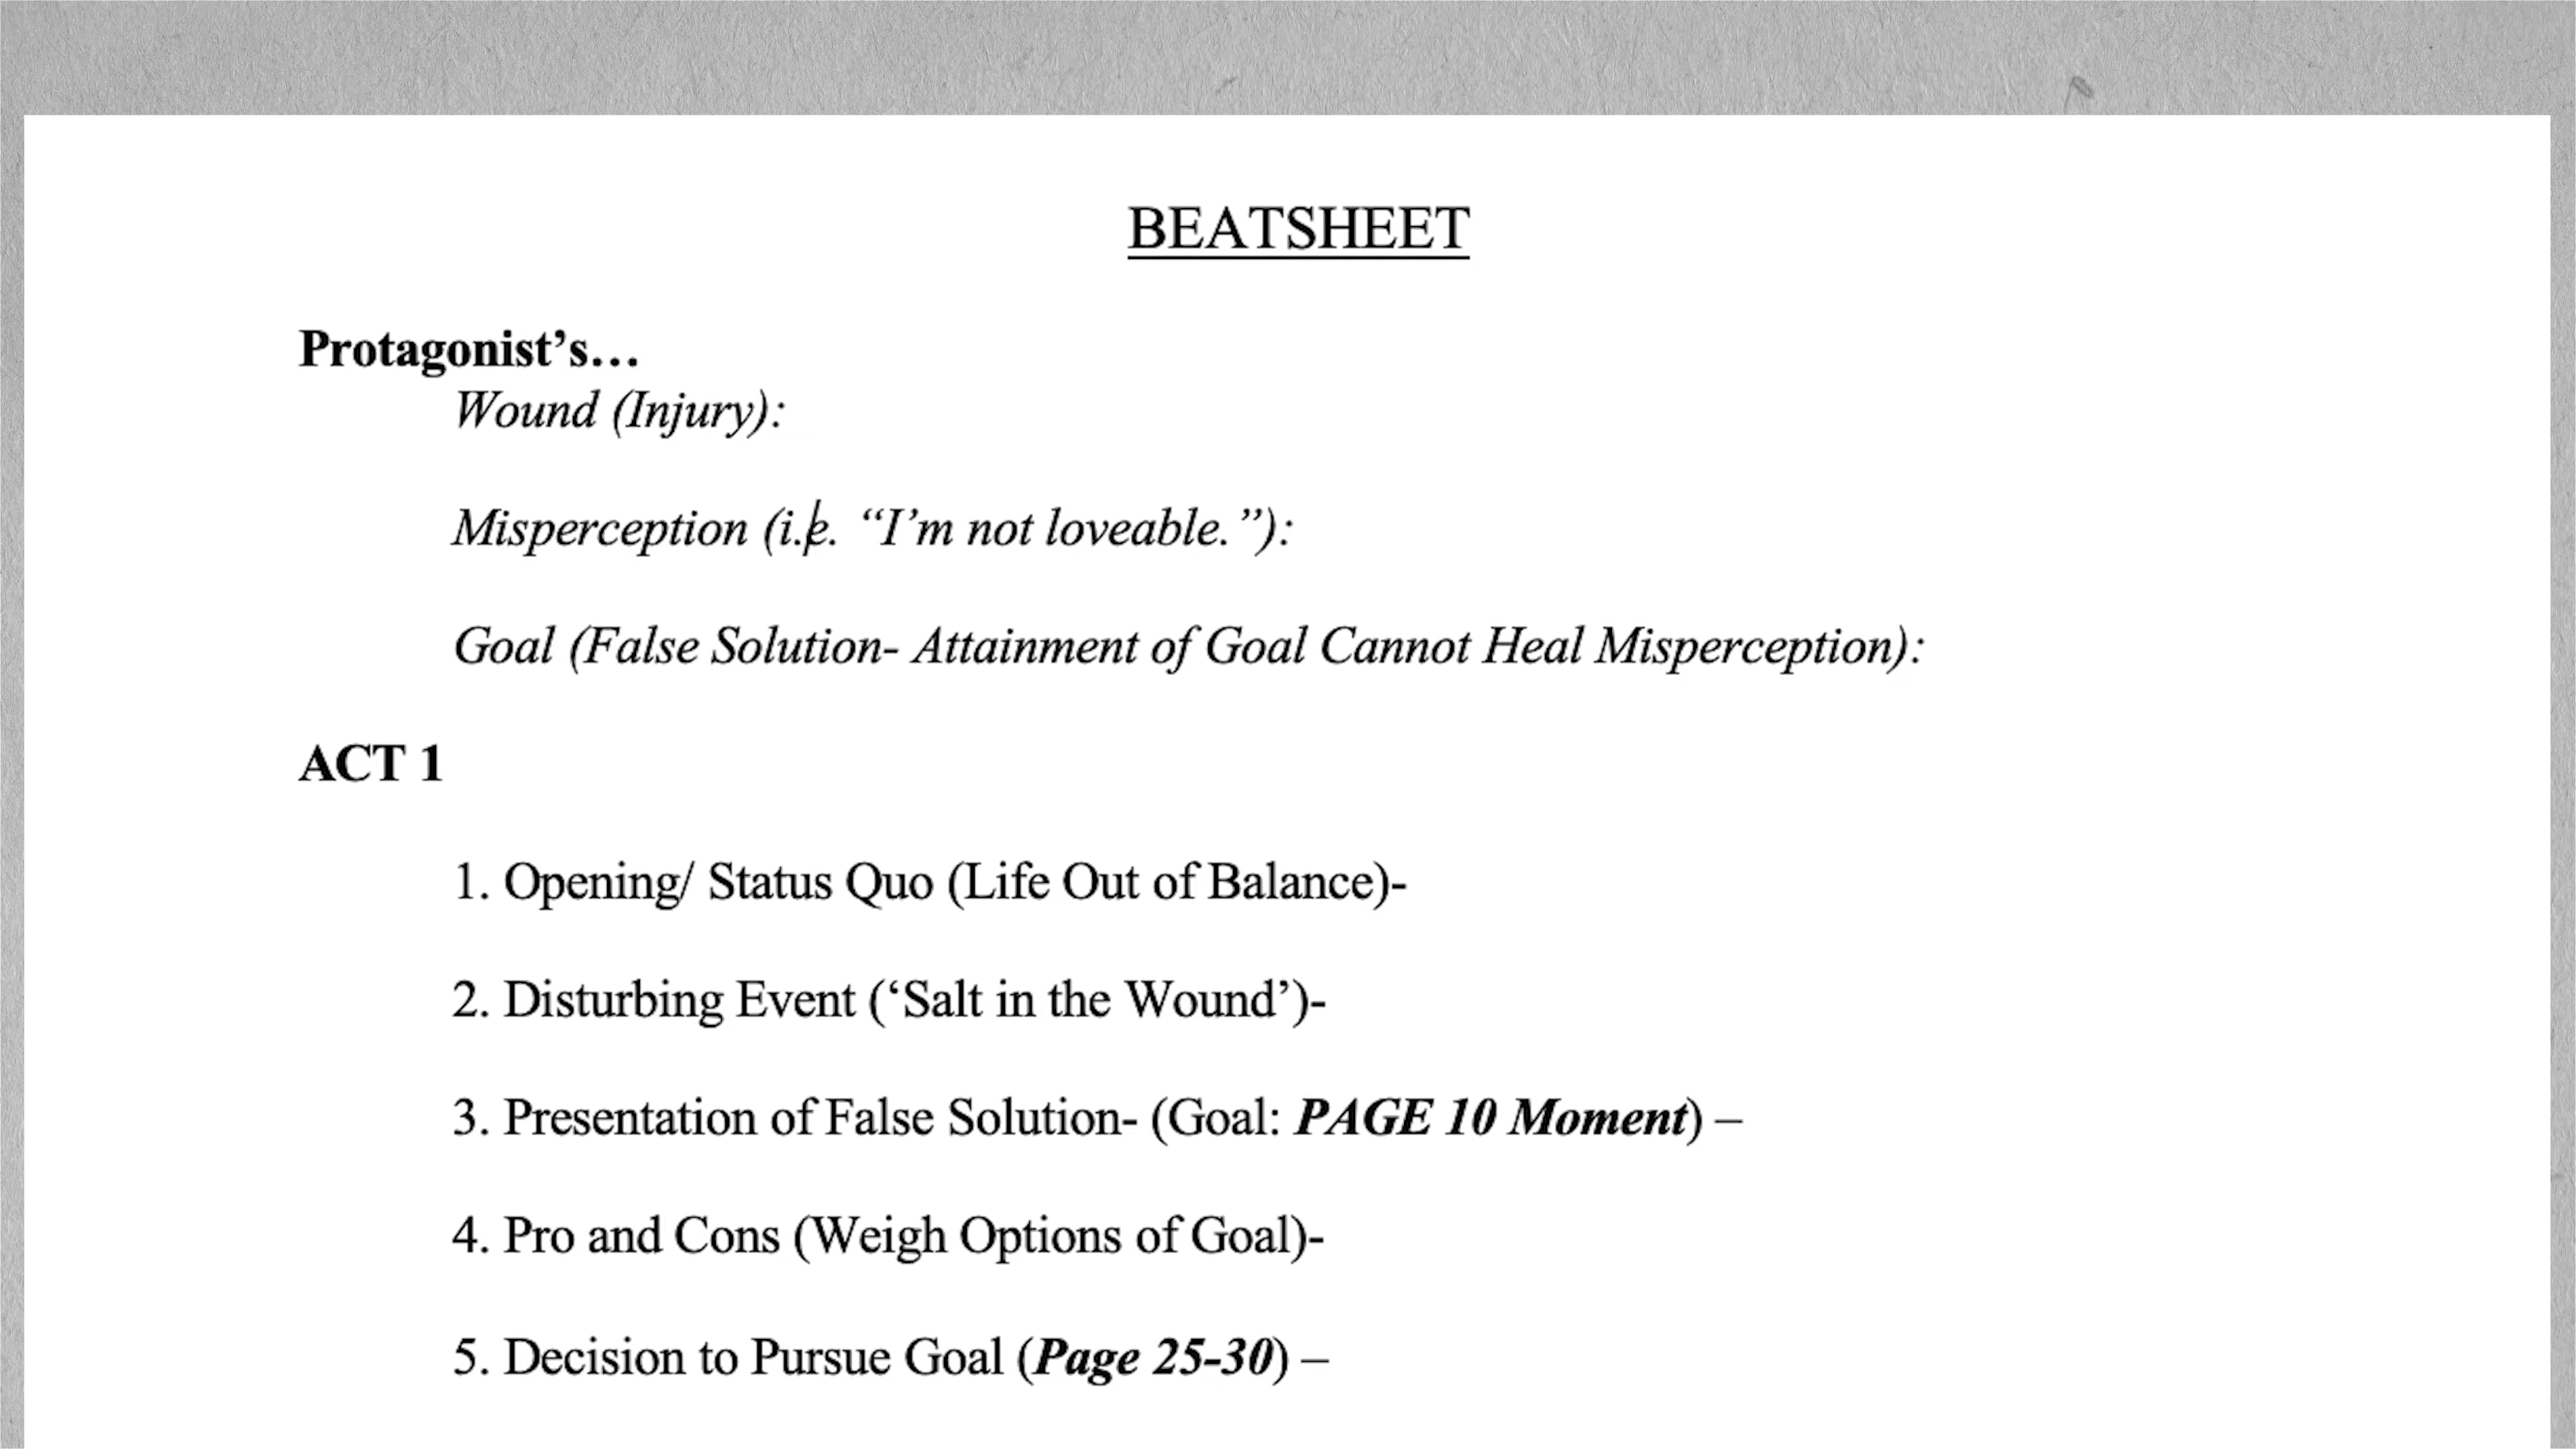 BEATSHEET
Protagonist’s…
Wound (Injury):
Misperception (i.e. “I’m not loveable.”):
Goal (False Solution- Attainment of Goal Cannot Heal Misperception):
ACT 1
1. Opening/ Status Quo (Life Out of Balance)-
2. Disturbing Event (‘Salt in the Wound’)-
3. Presentation of False Solution- (Goal: PAGE 10 Moment) –
4. Pro and Cons (Weigh Options of Goal)-
5. Decision to Pursue Goal (Page 25-30) –